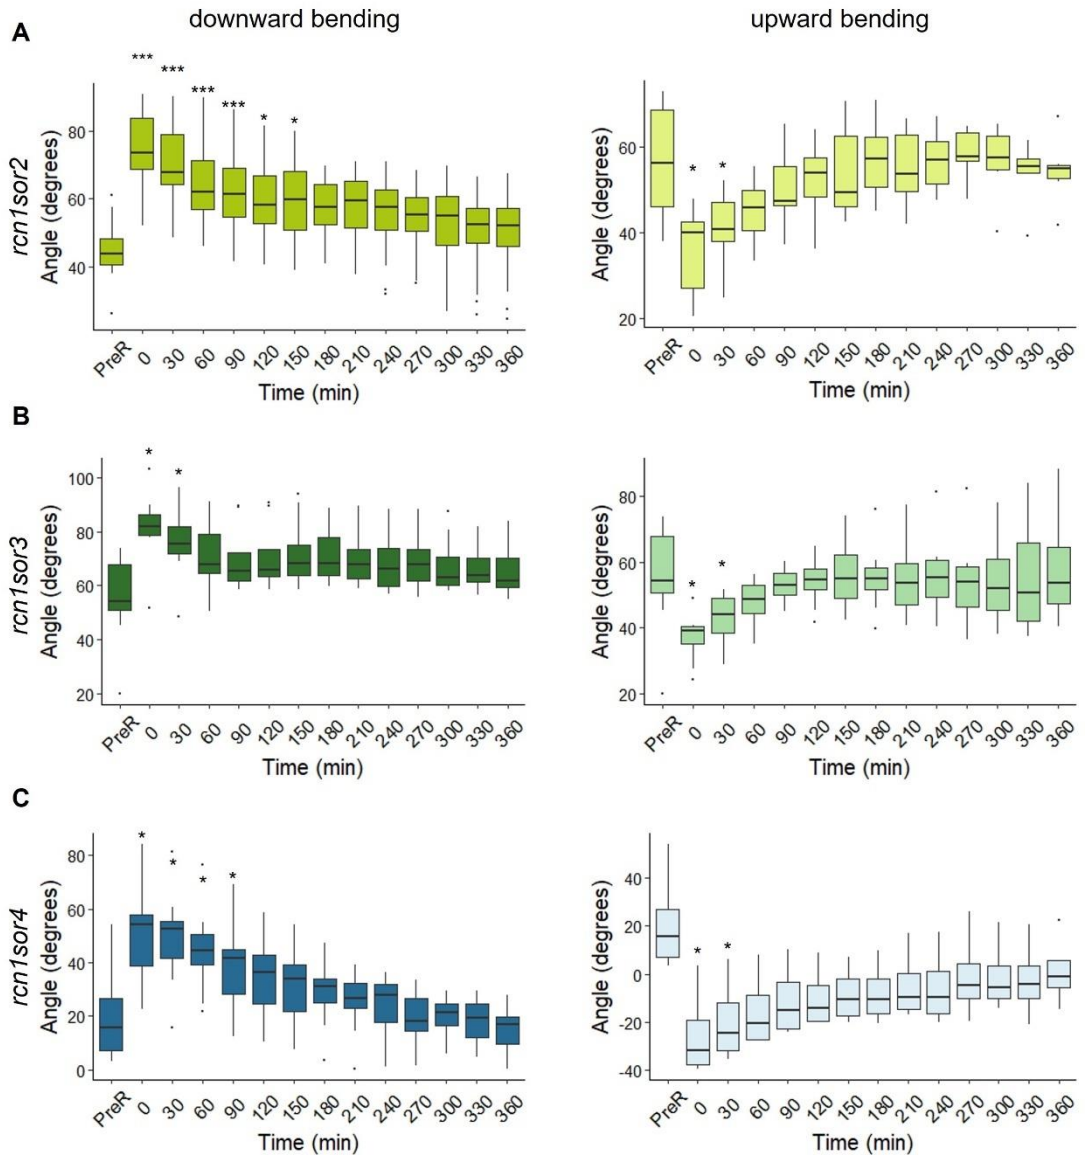 downward bending
upward bending
A
rcn1sor2
Angle (degrees)
80
60
40
*** *** *** *** * *
PreR 0 30 60 90 120 150 180 210 240 270 300 330 360
Time (min)
Angle (degrees)
60
40
20
* *
PreR 0 30 60 90 120 150 180 210 240 270 300 330 360
Time (min)
B
rcn1sor3
Angle (degrees)
100
80
60
40
20
* *
PreR 0 30 60 90 120 150 180 210 240 270 300 330 360
Time (min)
Angle (degrees)
80
60
40
20
* *
PreR 0 30 60 90 120 150 180 210 240 270 300 330 360
Time (min)
C
rcn1sor4
Angle (degrees)
80
60
40
20
0
* * * *
PreR 0 30 60 90 120 150 180 210 240 270 300 330 360
Time (min)
Angle (degrees)
40
20
0
-20
-40
* *
PreR 0 30 60 90 120 150 180 210 240 270 300 330 360
Time (min)